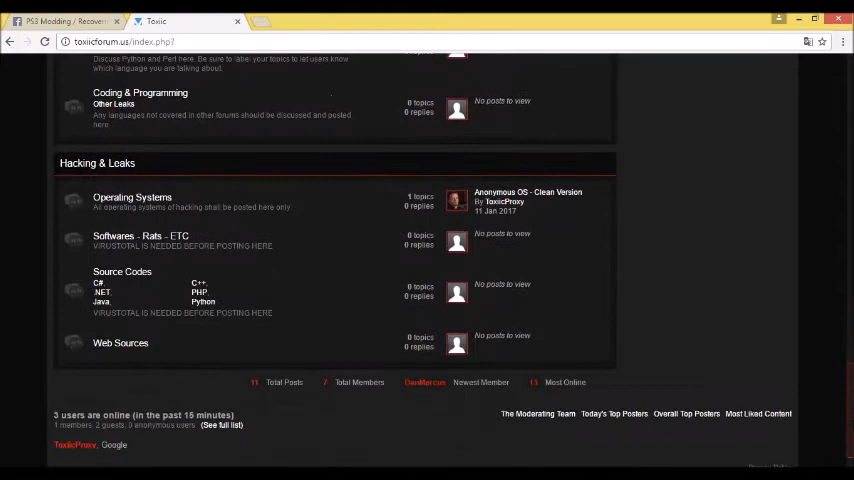 PS3 Modding / Recover
Toxiic
toxiicforum.us/index.php?
Discuss Python and Perl here. Be sure to label your topics to let users know
which language you are talking about.
Coding & Programming
Other Leaks
Any languages not covered in other forums should be discussed and posted
here.
0 topics
0 replies
No posts to view
Hacking & Leaks
Operating Systems
All operating systems of hacking shall be posted here only
1 topics
0 replies
Anonymous OS - Clean Version
By ToxiicProxy
11 Jan 2017
Softwares - Rats - ETC
VIRUSTOTAL IS NEEDED BEFORE POSTING HERE
0 topics
0 replies
No posts to view
Source Codes
C#, C++,
.NET, PHP,
Java, Python
VIRUSTOTAL IS NEEDED BEFORE POSTING HERE
0 topics
0 replies
No posts to view
Web Sources
0 topics
0 replies
No posts to view
11 Total Posts 7 Total Members DanMarcus Newest Member 13 Most Online
3 users are online (in the past 15 minutes)
1 members, 2 guests, 0 anonymous users (See full list)
The Moderating Team Today's Top Posters Overall Top Posters Most Liked Content
ToxiicProxy, Google